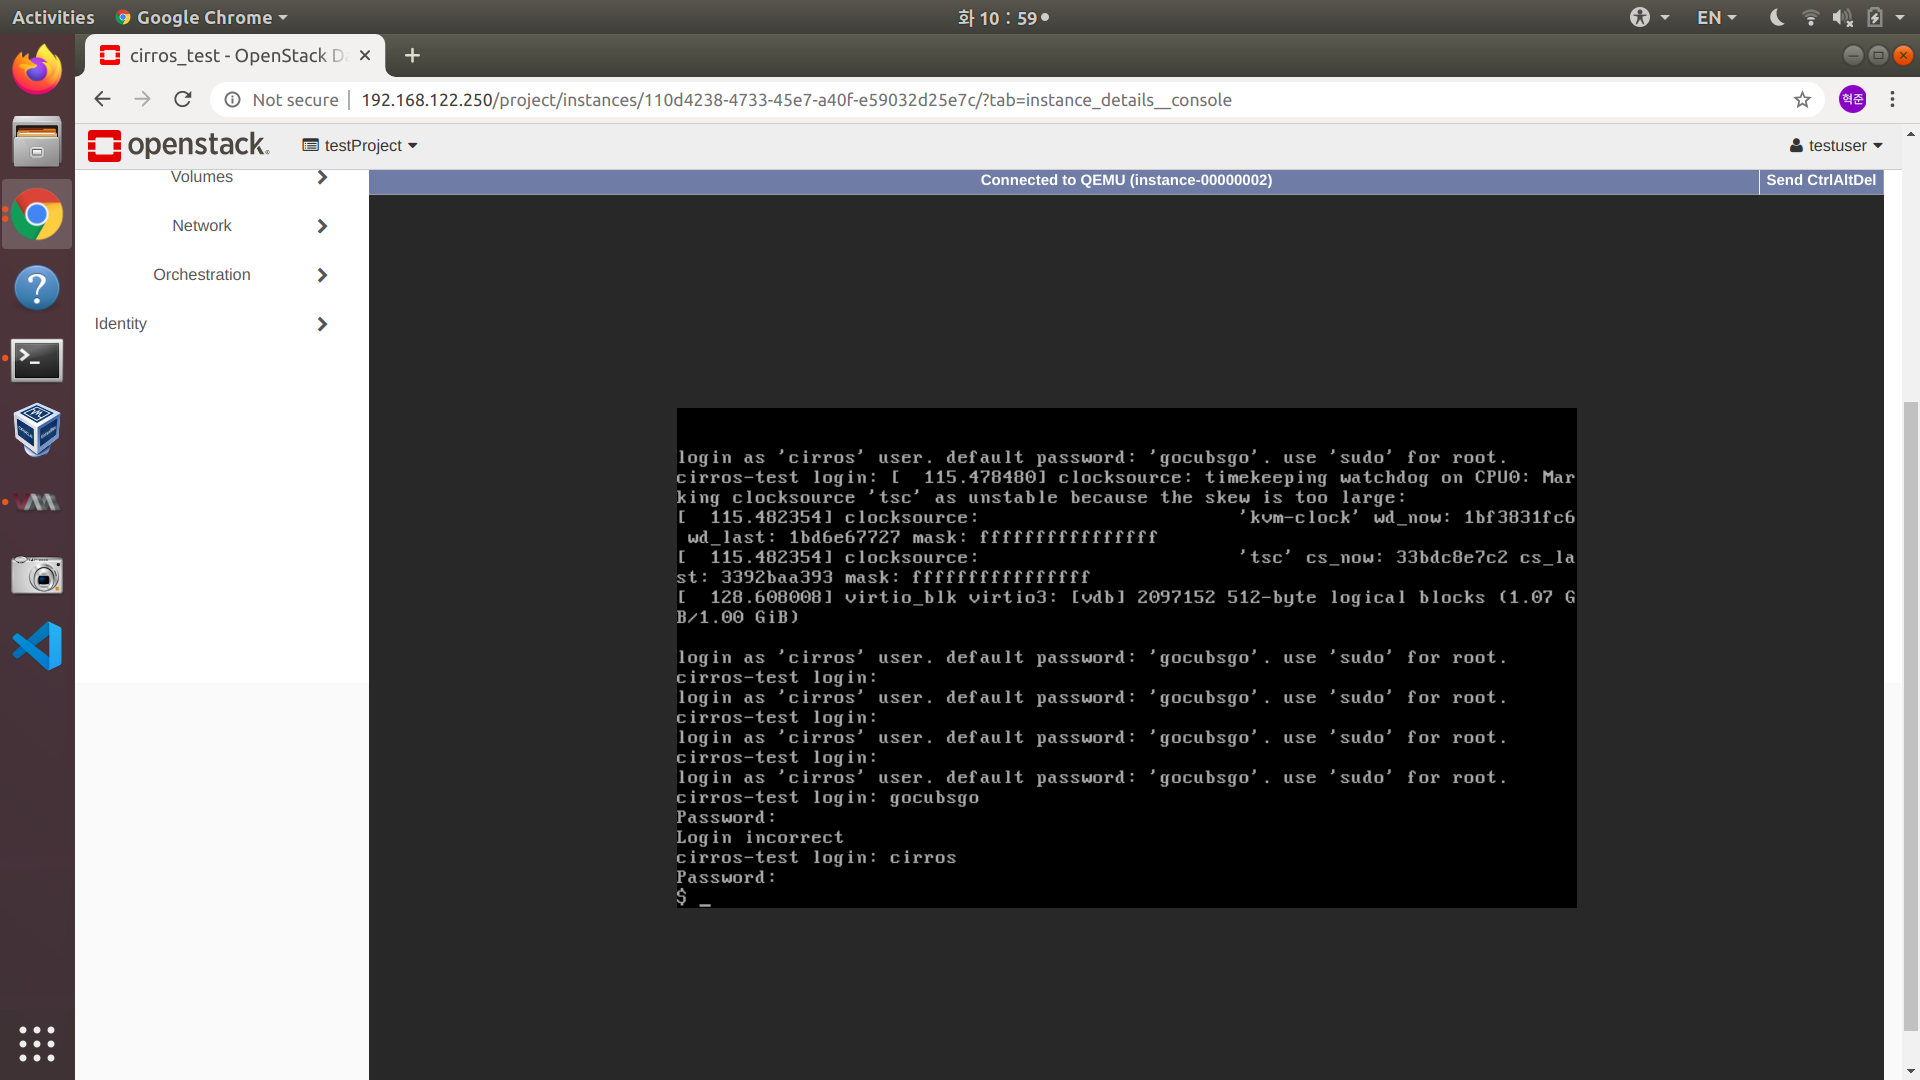 Activities
Google Chrome
화 10 : 59
EN
cirros_test - OpenStack Da
Not secure
192.168.122.250/project/instances/110d4238-4733-45e7-a40f-e59032d25e7c/?tab=instance_details__console
혁준
openstack.
testProject
testuser
Volumes
Network
Orchestration
Identity
Connected to QEMU (instance-00000002)
Send CtrlAltDel
login as 'cirros' user. default password: 'gocubsgo'. use 'sudo' for root.
cirros-test login: [  115.478480] clocksource: timekeeping watchdog on CPU0: Mar
king clocksource 'tsc' as unstable because the skew is too large:
[  115.482354] clocksource:                       'kvm-clock' wd_now: 1bf3831fc6
 wd_last: 1bd6e67727 mask: ffffffffffffffff
[  115.482354] clocksource:                       'tsc' cs_now: 33bdc8e7c2 cs_la
st: 3392baa393 mask: ffffffffffffffff
[  128.608008] virtio_blk virtio3: [vdb] 2097152 512-byte logical blocks (1.07 G
B/1.00 GiB)
login as 'cirros' user. default password: 'gocubsgo'. use 'sudo' for root.
cirros-test login:
login as 'cirros' user. default password: 'gocubsgo'. use 'sudo' for root.
cirros-test login:
login as 'cirros' user. default password: 'gocubsgo'. use 'sudo' for root.
cirros-test login:
login as 'cirros' user. default password: 'gocubsgo'. use 'sudo' for root.
cirros-test login: gocubsgo
Password:
Login incorrect
cirros-test login: cirros
Password:
$ _